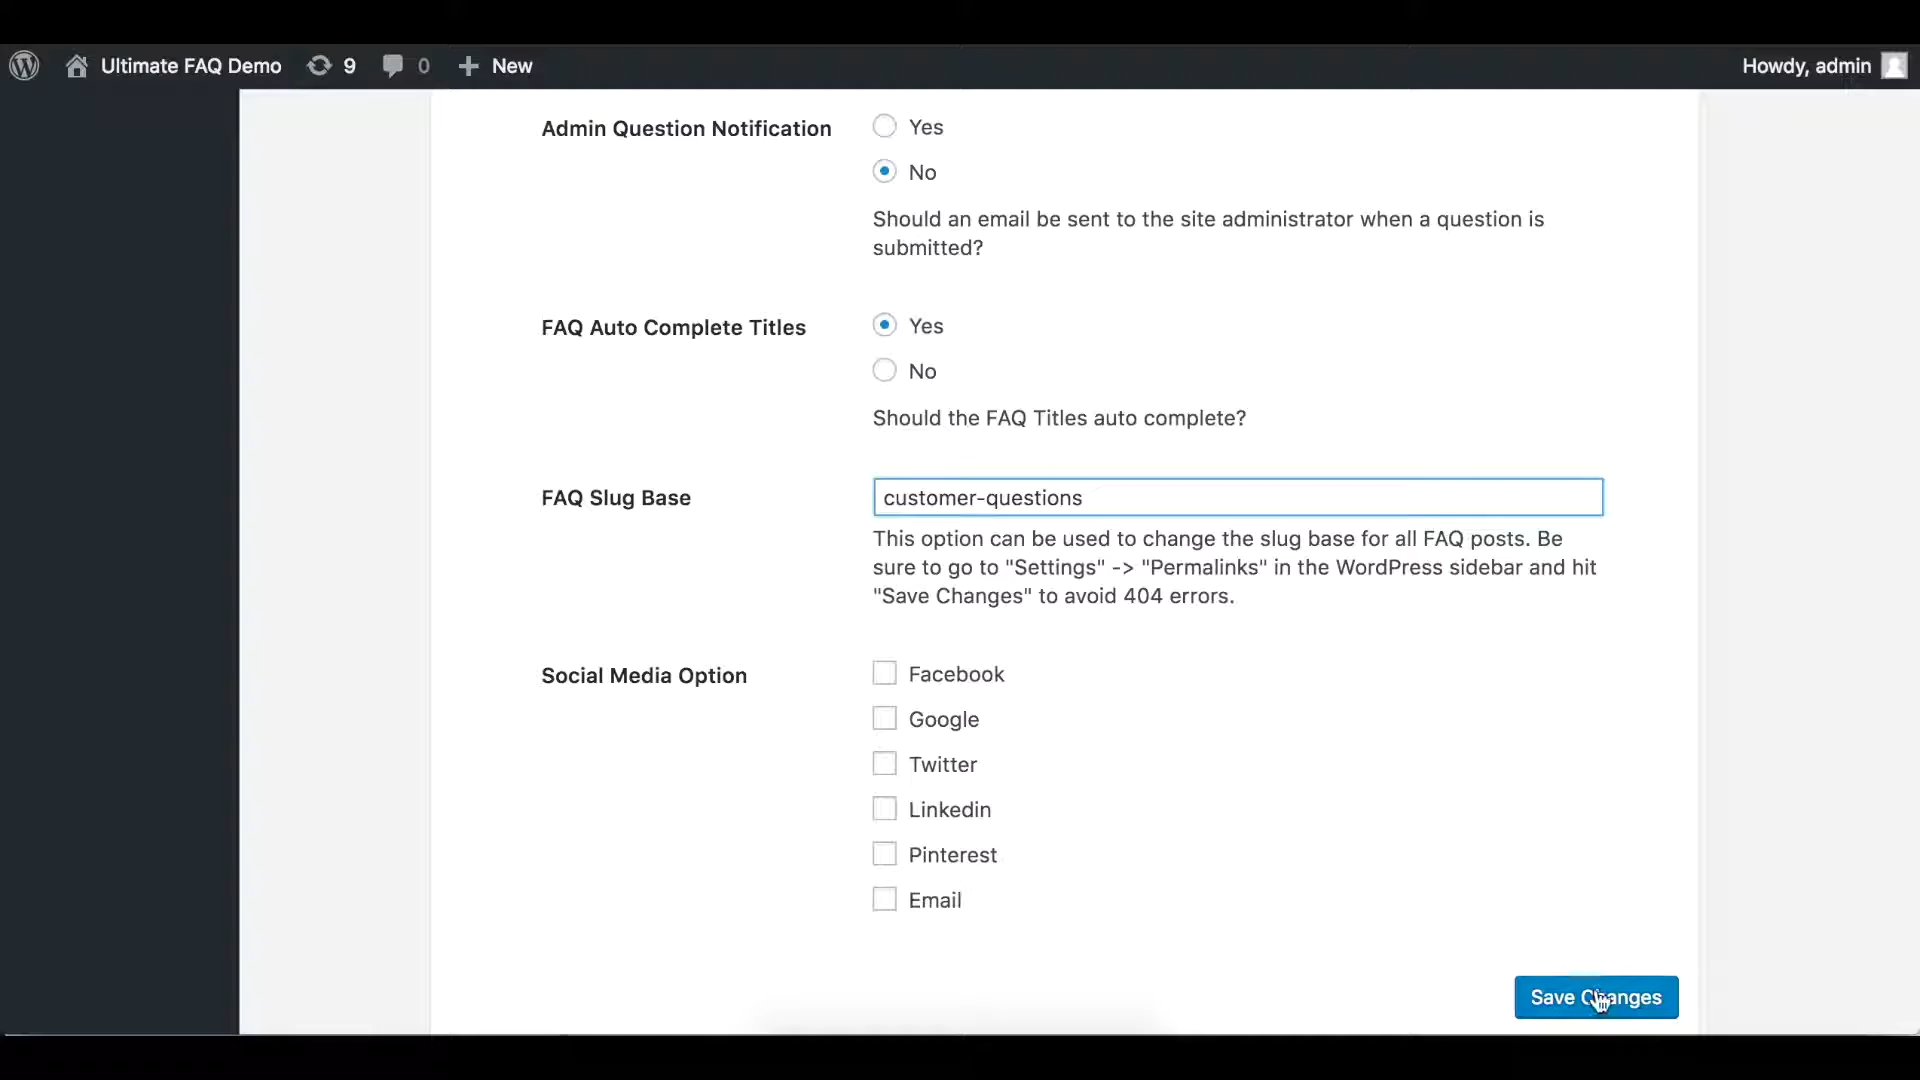 Ultimate FAQ Demo 9 0 New Howdy, admin
Admin Question Notification
Yes
No
Should an email be sent to the site administrator when a question is
submitted?
FAQ Auto Complete Titles
Yes
No
Should the FAQ Titles auto complete?
FAQ Slug Base
customer-questions
This option can be used to change the slug base for all FAQ posts. Be
sure to go to "Settings" -> "Permalinks" in the WordPress sidebar and hit
"Save Changes" to avoid 404 errors.
Social Media Option
Facebook
Google
Twitter
Linkedin
Pinterest
Email
Save Changes